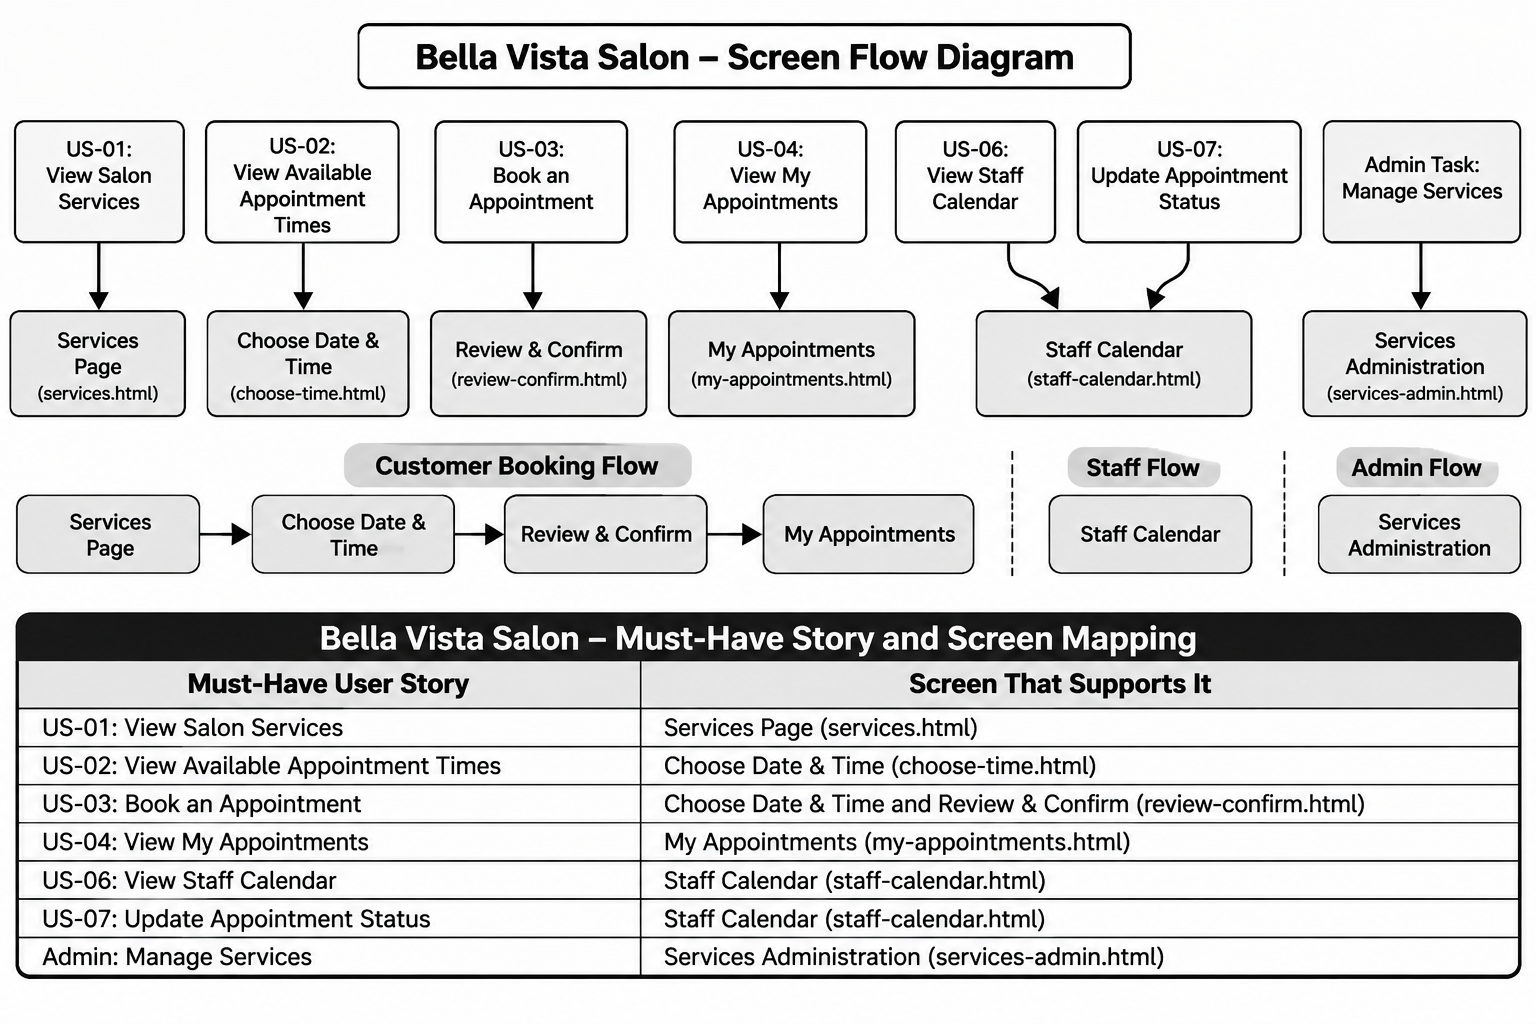 Bella Vista Salon – Screen Flow Diagram
US-01:
View Salon
Services
US-02:
View Available
Appointment
Times
US-03:
Book an
Appointment
US-04:
View My
Appointments
US-06:
View Staff
Calendar
US-07:
Update Appointment
Status
Admin Task:
Manage Services
Services
Page
(services.html)
Choose Date &
Time
(choose-time.html)
Review & Confirm
(review-confirm.html)
My Appointments
(my-appointments.html)
Staff Calendar
(staff-calendar.html)
Services
Administration
(services-admin.html)
Customer Booking Flow
Services
Page
Choose Date &
Time
Review & Confirm
My Appointments
Staff Flow
Staff Calendar
Admin Flow
Services
Administration
Bella Vista Salon – Must-Have Story and Screen Mapping
Must-Have User Story Screen That Supports It
US-01: View Salon Services Services Page (services.html)
US-02: View Available Appointment Times Choose Date & Time (choose-time.html)
US-03: Book an Appointment Choose Date & Time and Review & Confirm (review-confirm.html)
US-04: View My Appointments My Appointments (my-appointments.html)
US-06: View Staff Calendar Staff Calendar (staff-calendar.html)
US-07: Update Appointment Status Staff Calendar (staff-calendar.html)
Admin: Manage Services Services Administration (services-admin.html)